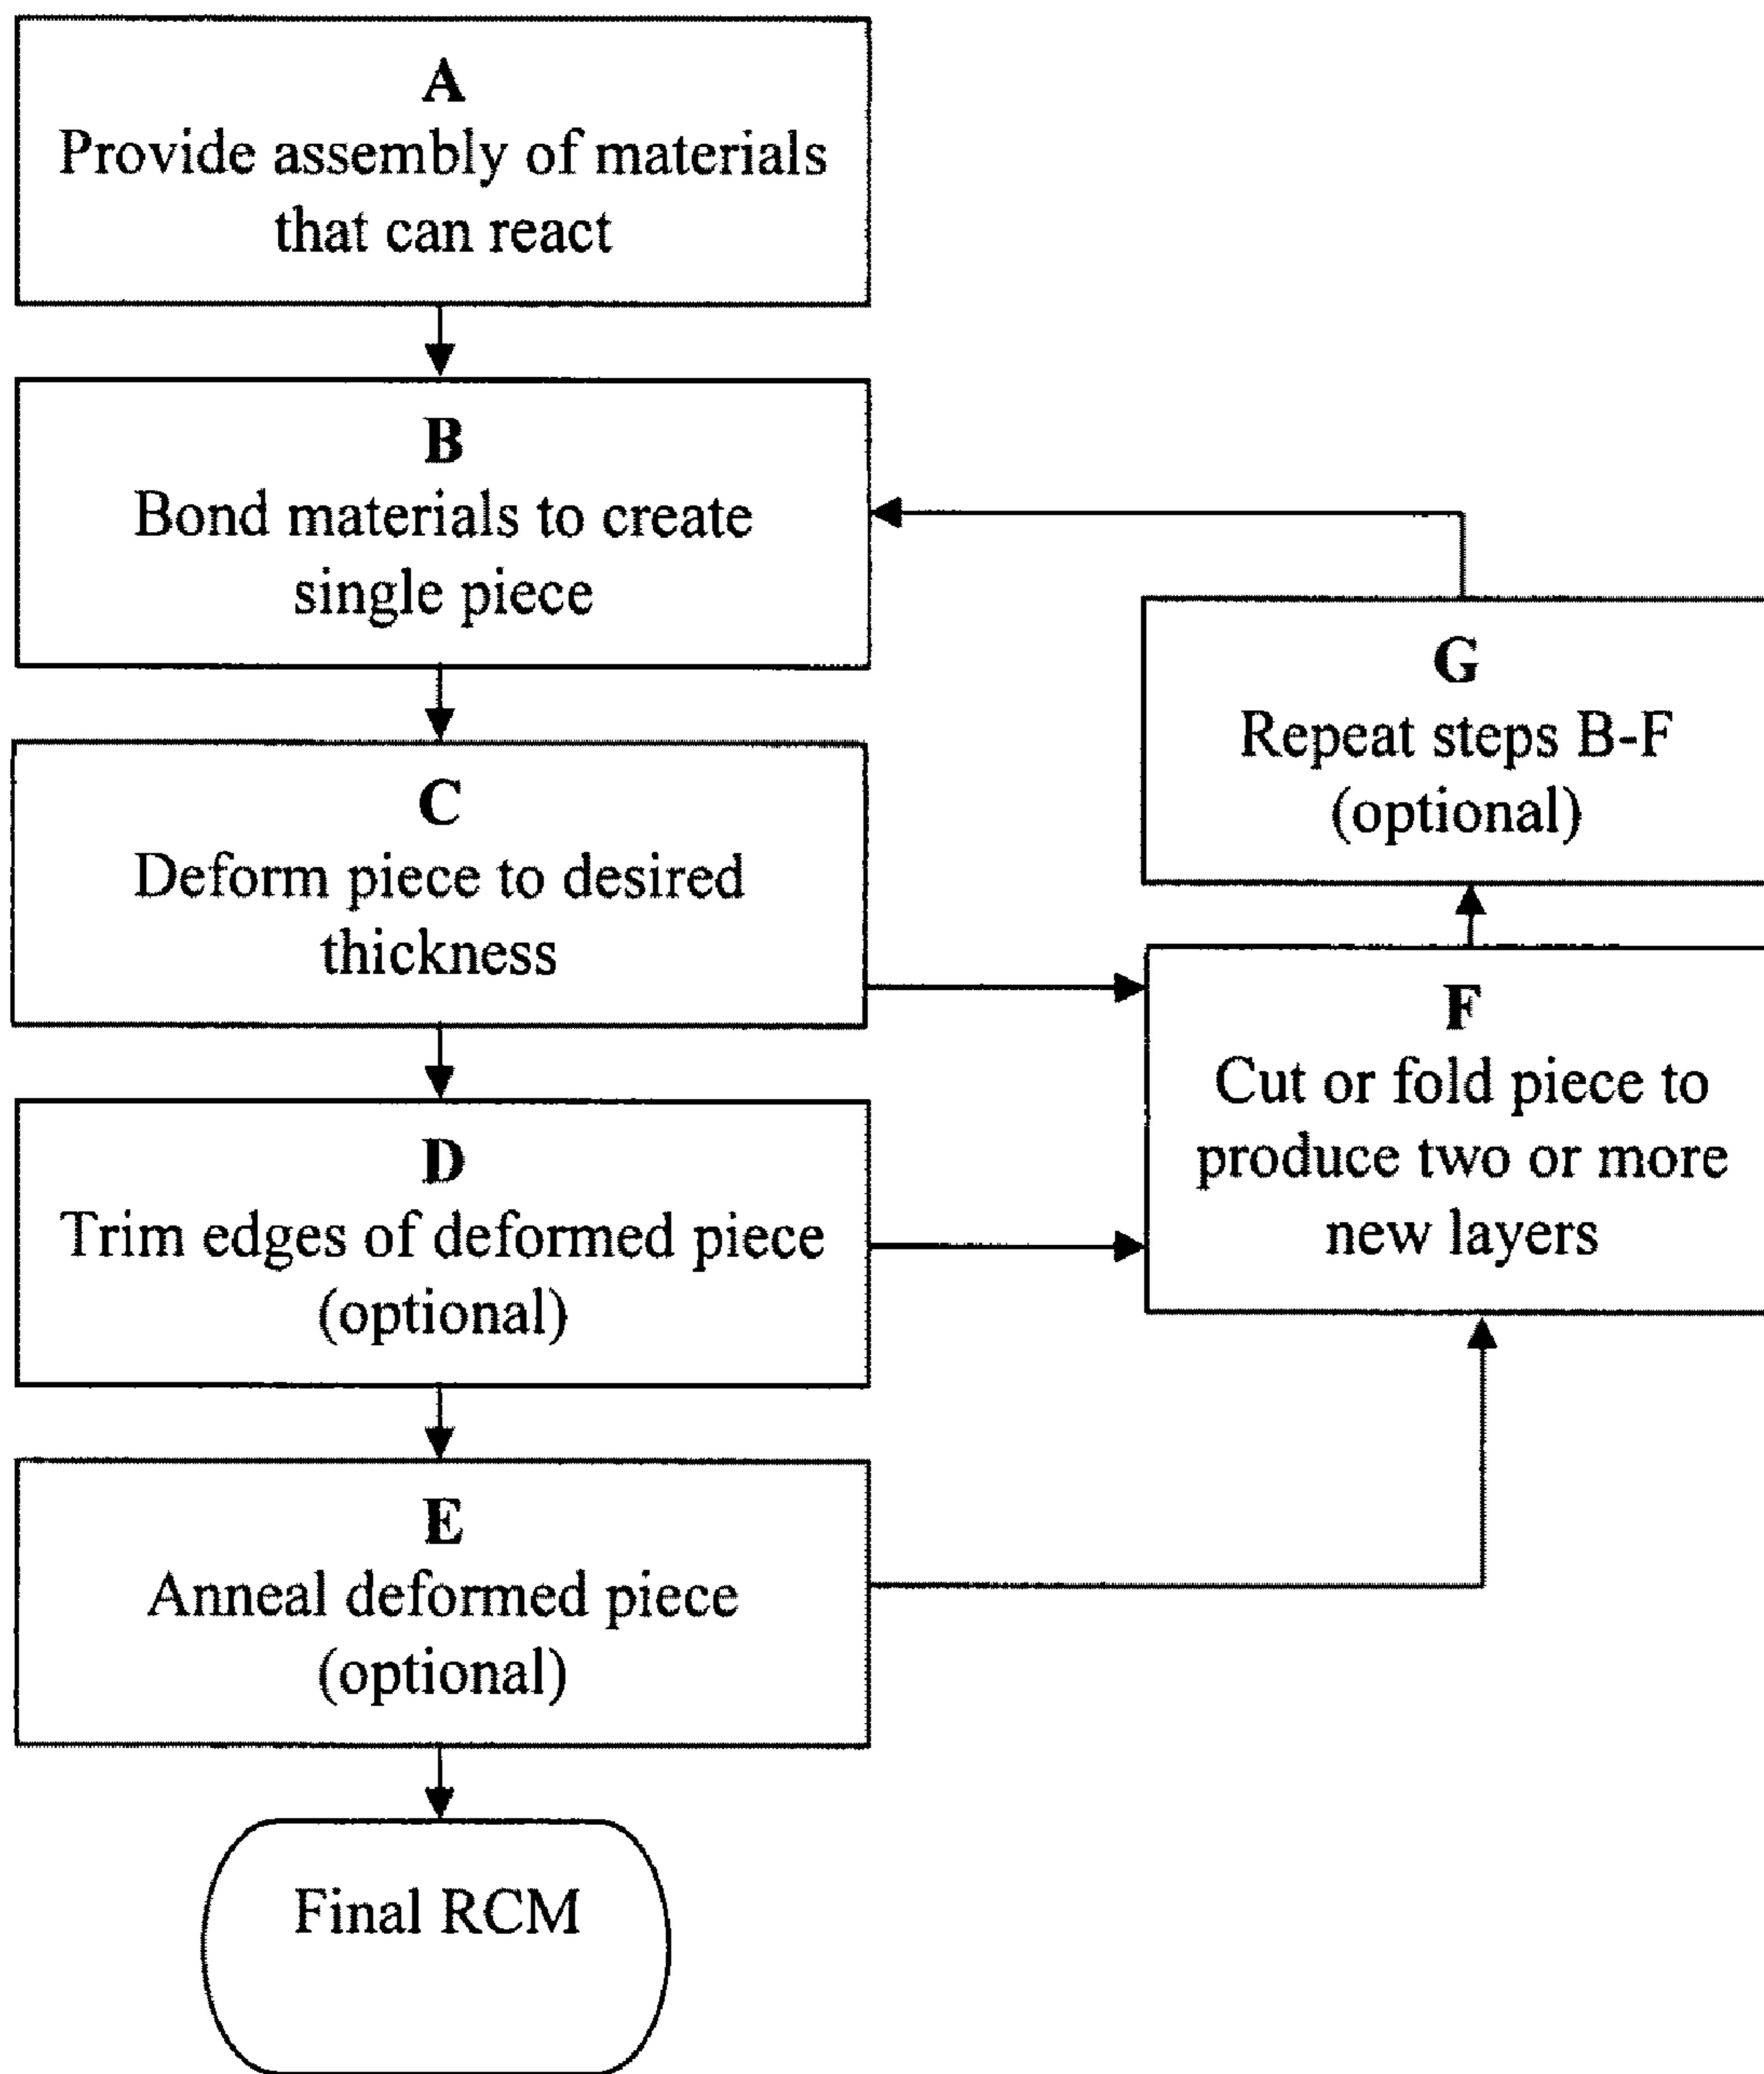 A
Provide assembly of materials
that can react
B
Bond materials to create
single piece
C
Deform piece to desired
thickness
D
Trim edges of deformed piece
(optional)
E
Anneal deformed piece
(optional)
Final RCM
G
Repeat steps B-F
(optional)
F
Cut or fold piece to
produce two or more
new layers